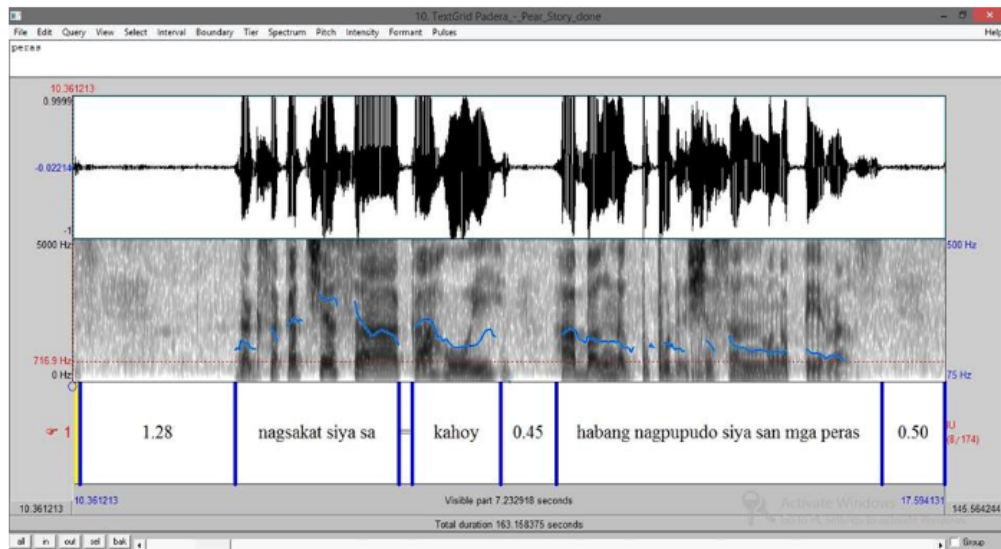 10. TextGrid Padera_-_Pear_Story_done
File Edit Query View Select Interval Boundary Tier Spectrum Pitch Intensity Formant Pulses Help
peras
10.361213
0.9999
-0.02214
-1
5000 Hz 500 Hz
716.9 Hz
0 Hz 75 Hz
1 1.28 nagsakat siya sa = kahoy 0.45 habang nagpupudo siya san mga peras 0.50 IU
(8/174)
10.361213 Visible part 7.232918 seconds 17.594131
10.361213 146.564244
Total duration 163.158375 seconds
Activate Windows
all in out sel bak Group